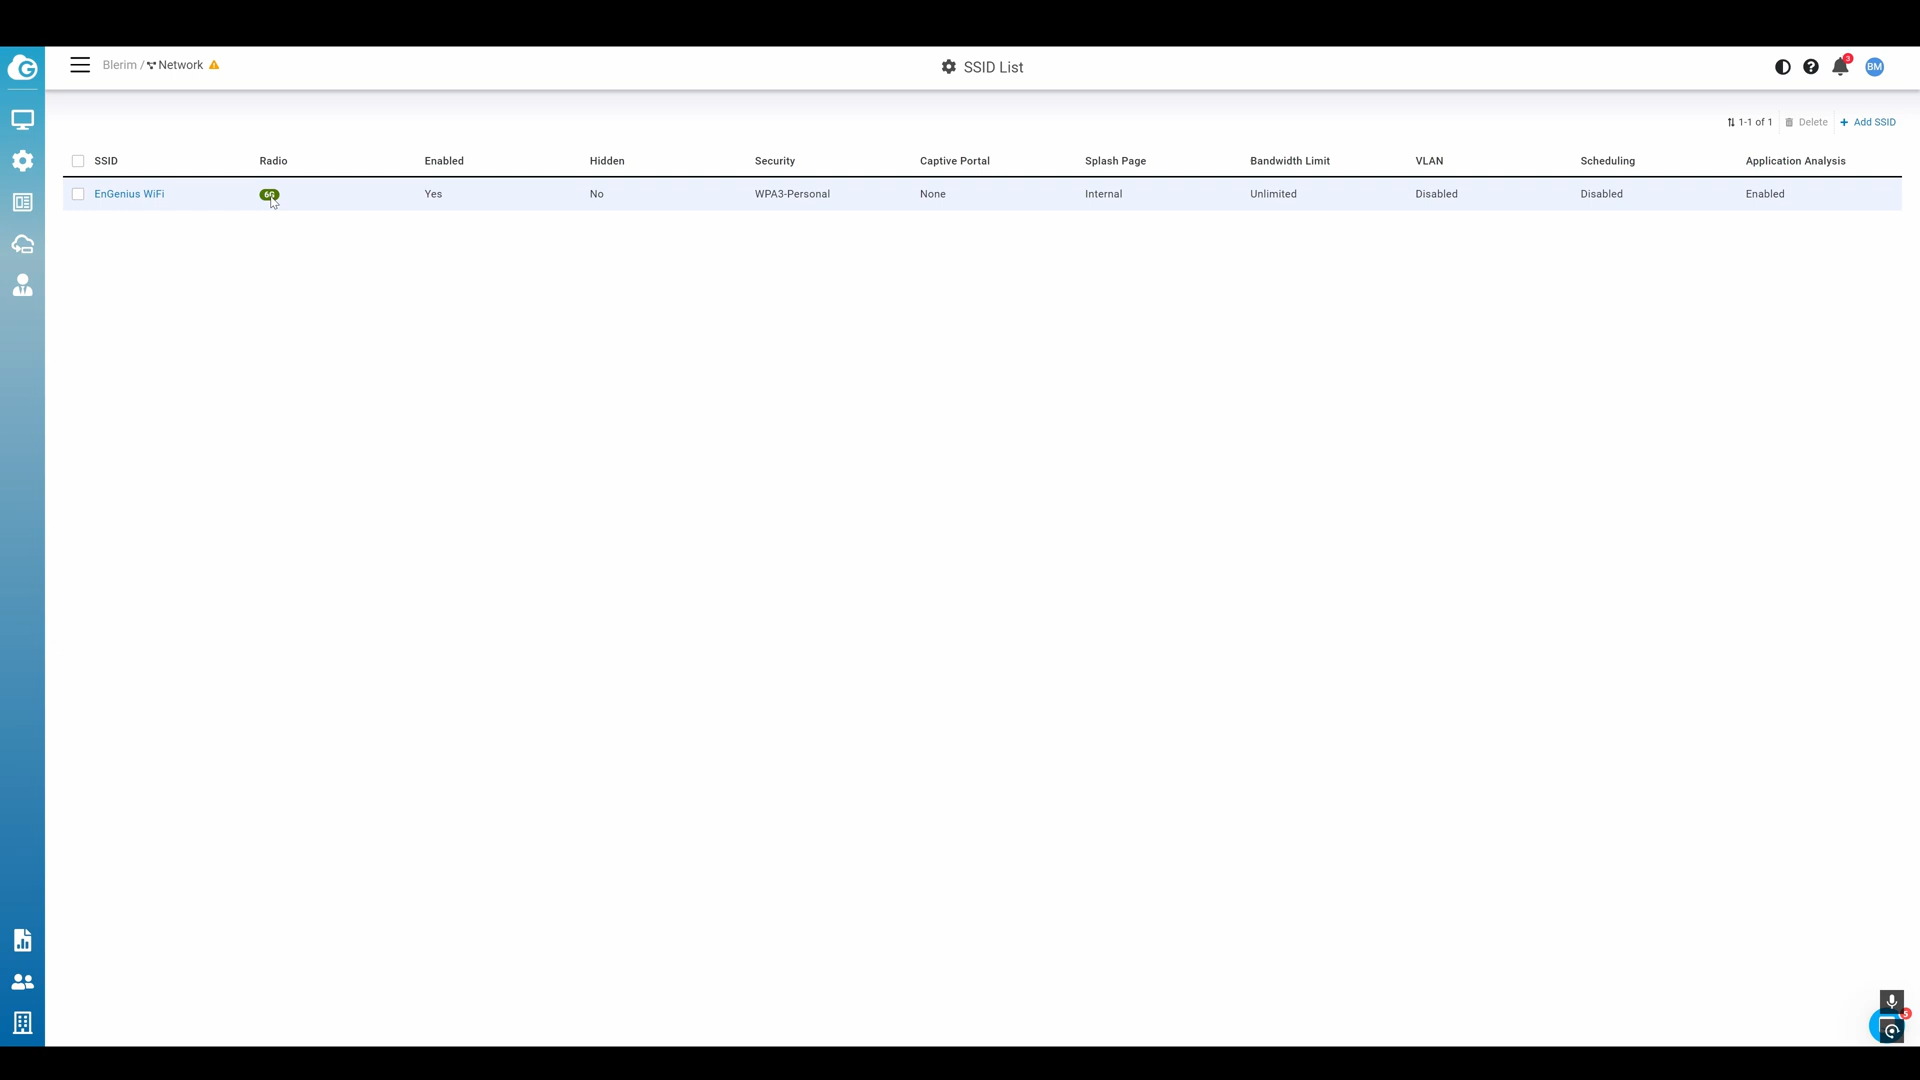 Blerim / Network
SSID List
3
BM
1-1 of 1 Delete + Add SSID
SSID Radio Enabled Hidden Security Captive Portal Splash Page Bandwidth Limit VLAN Scheduling Application Analysis
EnGenius WiFi 6G Yes No WPA3-Personal None Internal Unlimited Disabled Disabled Enabled
5